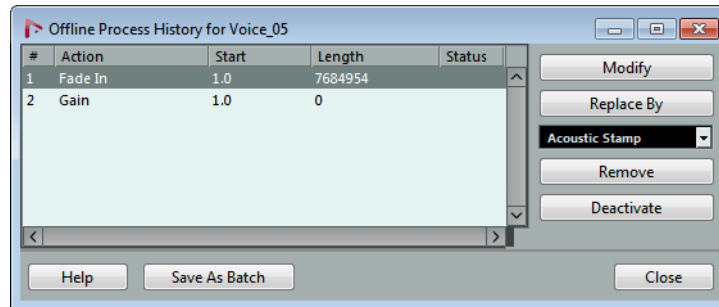 Offline Process History for Voice_05
# Action Start Length Status
1 Fade In 1.0 7684954
2 Gain 1.0 0
Modify
Replace By
Acoustic Stamp
Remove
Deactivate
Help Save As Batch Close